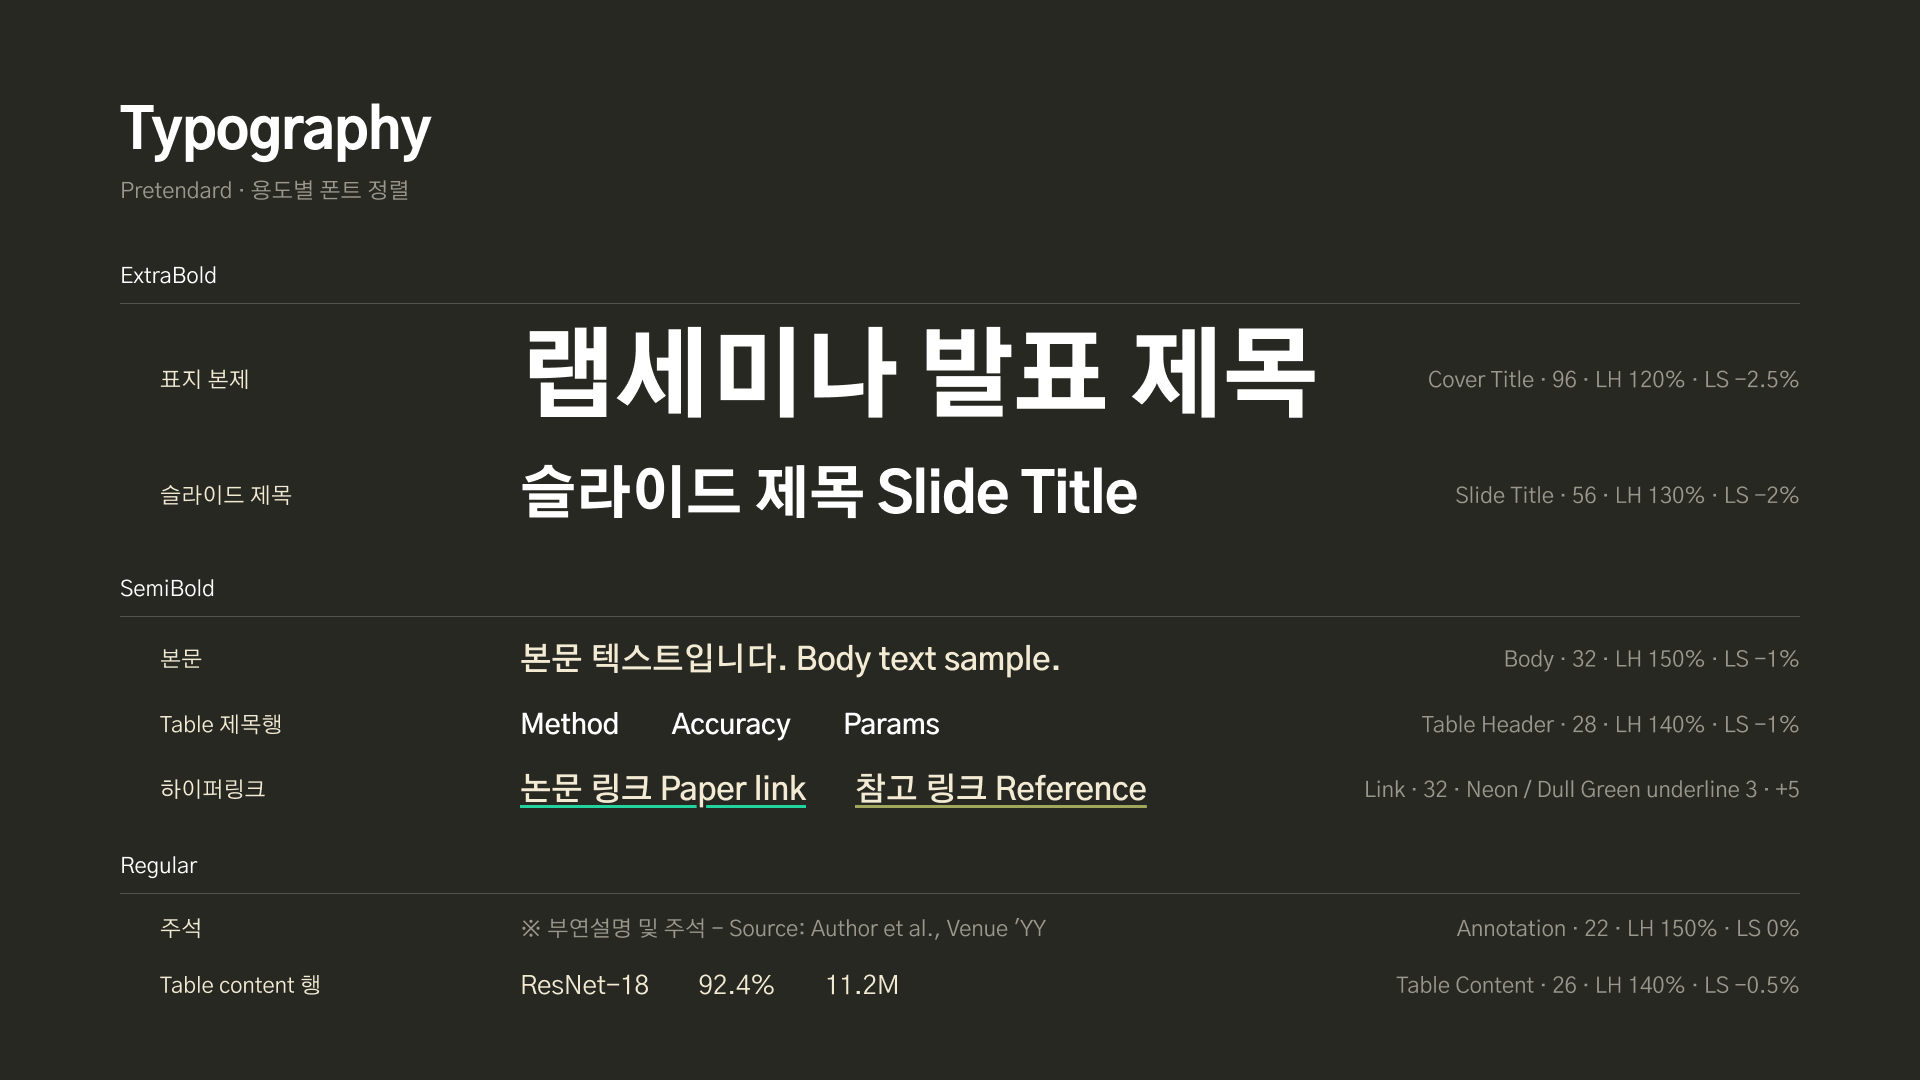 Typography
Pretendard · 용도별 폰트 정렬
ExtraBold
표지 본제 랩세미나 발표 제목 Cover Title · 96 · LH 120% · LS −2.5%
슬라이드 제목 슬라이드 제목 Slide Title Slide Title · 56 · LH 130% · LS −2%
SemiBold
본문 본문 텍스트입니다. Body text sample. Body · 32 · LH 150% · LS −1%
Table 제목행 Method Accuracy Params Table Header · 28 · LH 140% · LS −1%
하이퍼링크 논문 링크 Paper link 참고 링크 Reference Link · 32 · Neon / Dull Green underline 3 · +5
Regular
주석 ※ 부연설명 및 주석 – Source: Author et al., Venue ’YY Annotation · 22 · LH 150% · LS 0%
Table content 행 ResNet-18 92.4% 11.2M Table Content · 26 · LH 140% · LS −0.5%